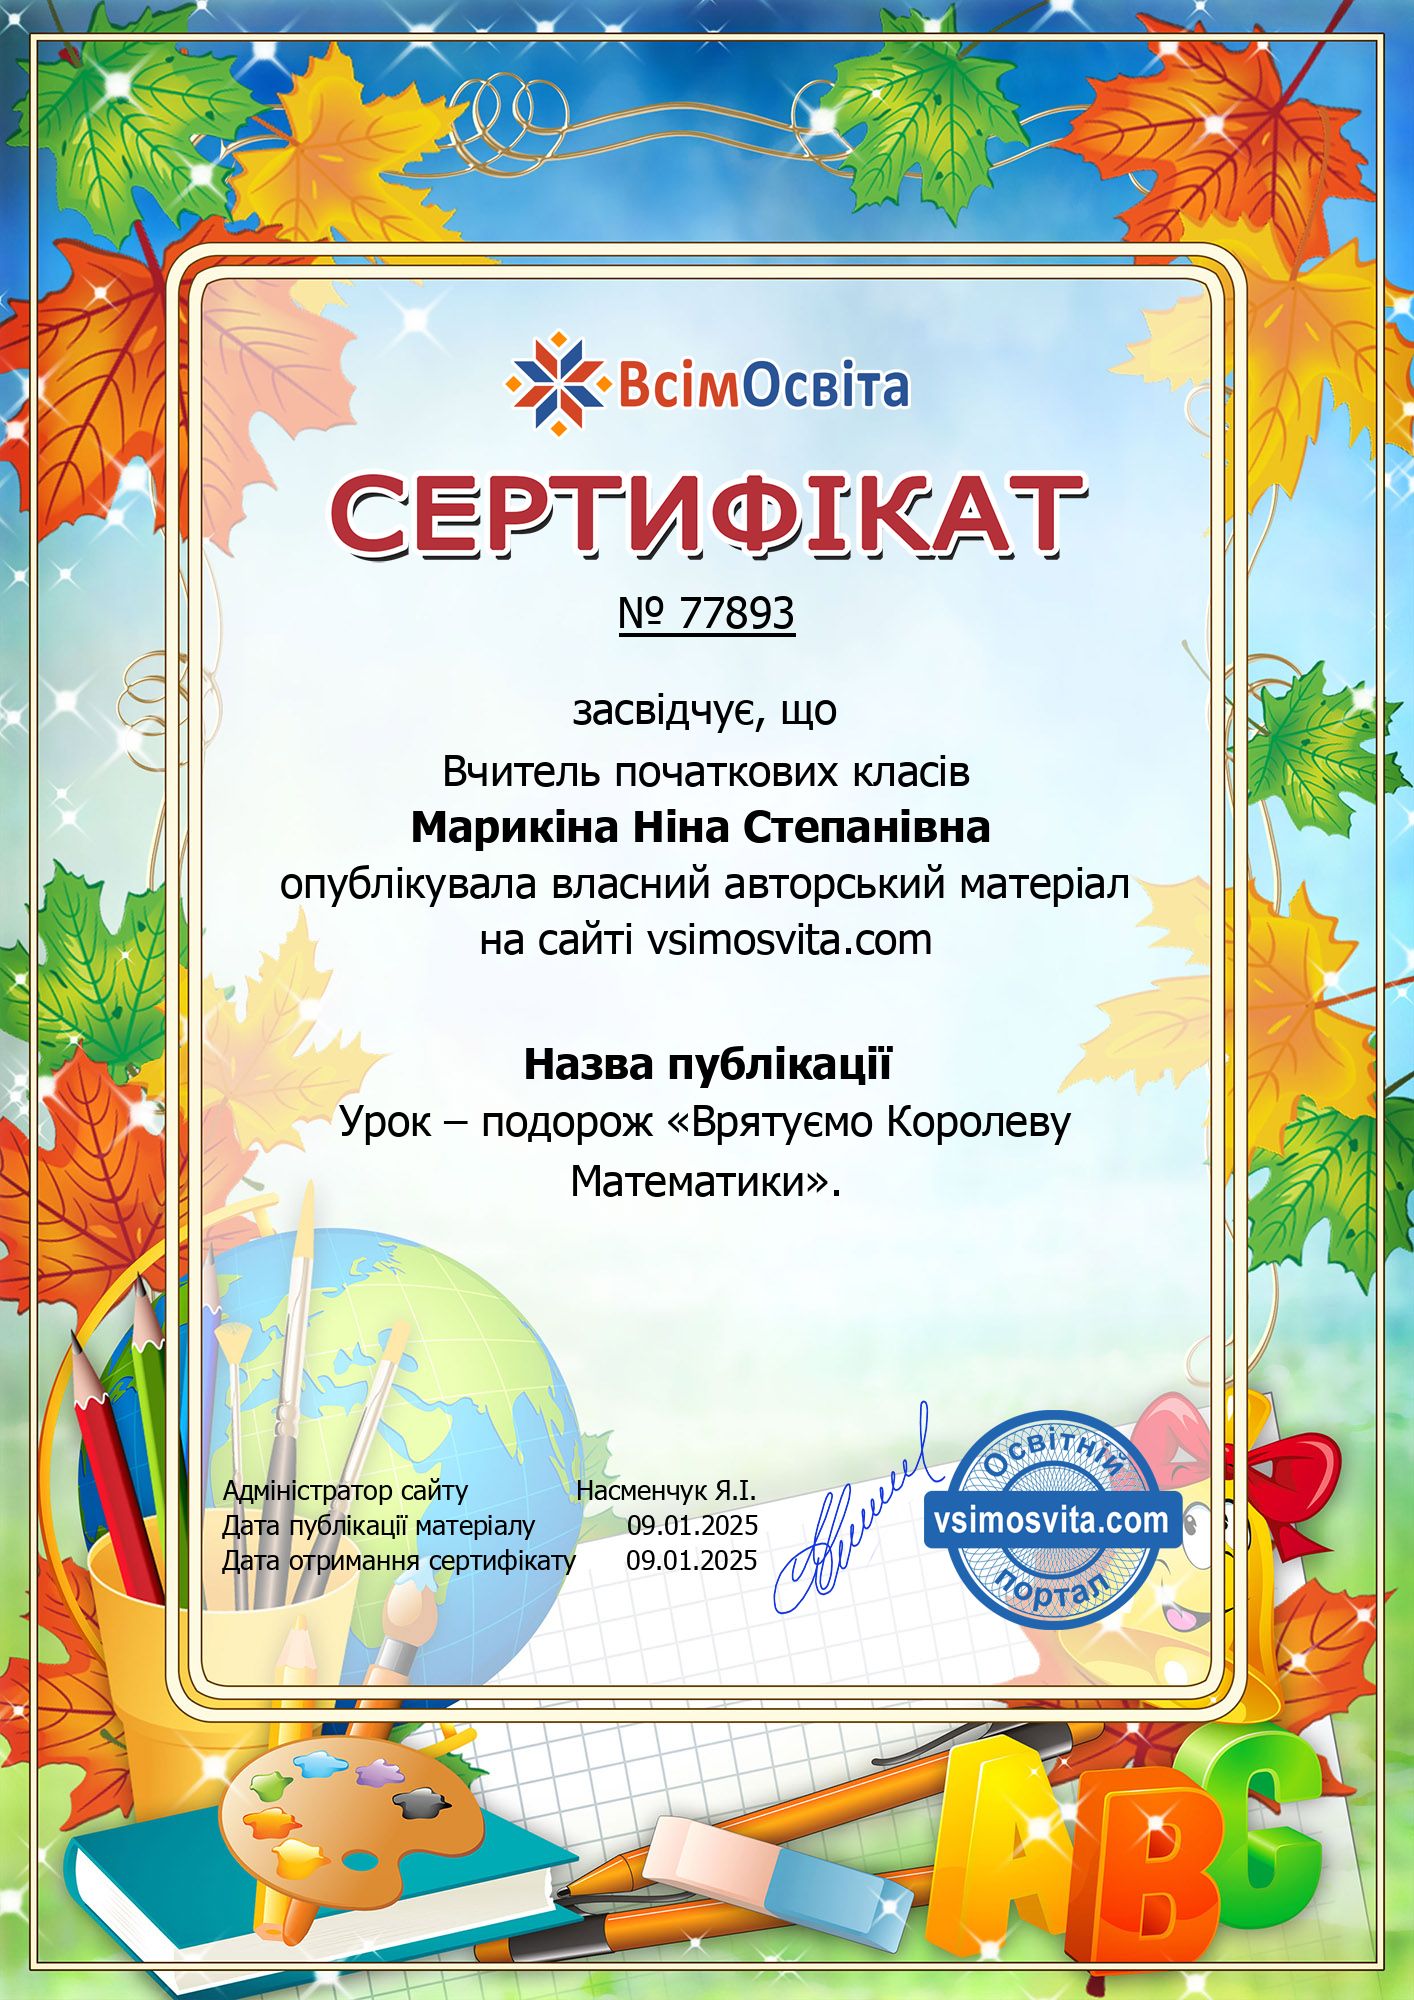 ВсімОсвіта
СЕРТИФІКАТ
№ 77893
засвідчує, що
Вчитель початкових класів
Марикіна Ніна Степанівна
опублікувала власний авторський матеріал
на сайті vsimosvita.com
Назва публікації
Урок – подорож «Врятуємо Королеву
Математики».
Адміністратор сайту Насменчук Я.І.
Дата публікації матеріалу 09.01.2025
Дата отримання сертифікату 09.01.2025
Освітній
vsimosvita.com
портал
ABC